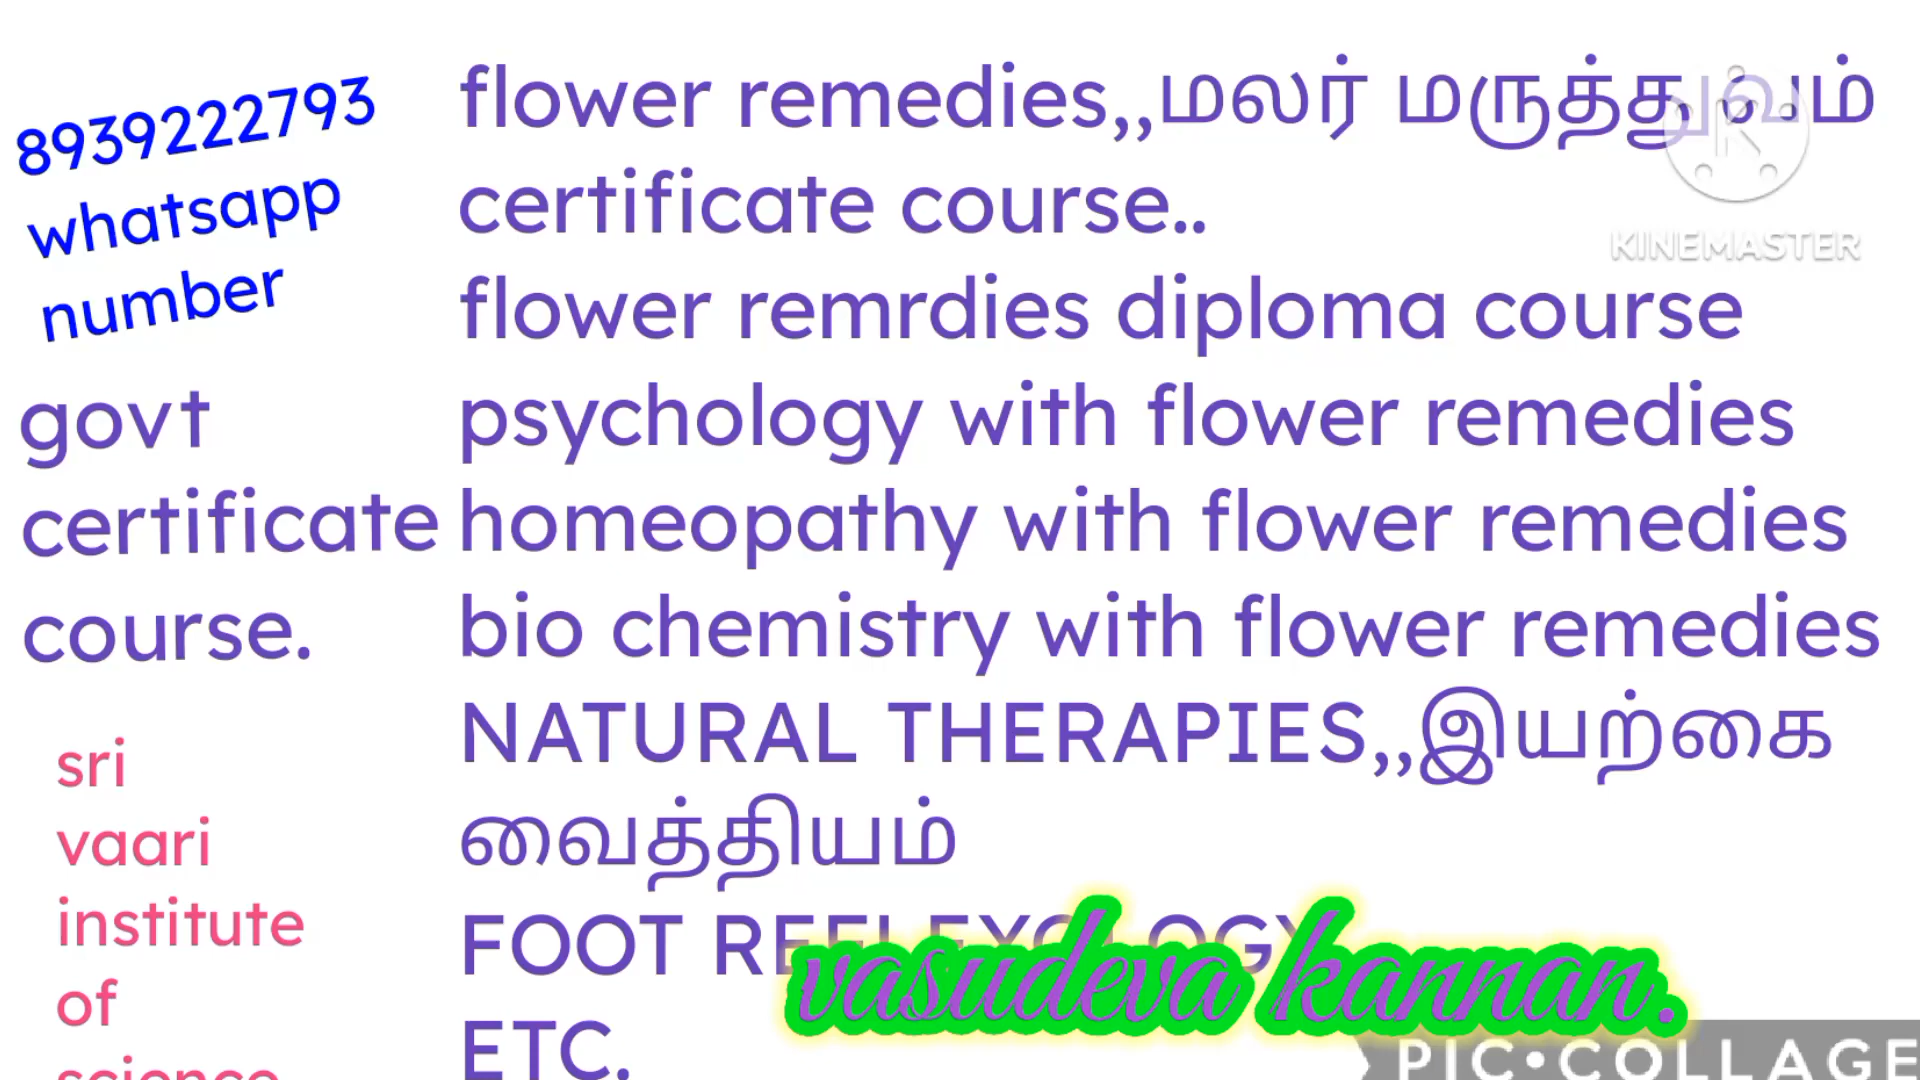 8939222793
whatsapp
number
govt
certificate
course.
sri
vaari
institute
of
science
flower remedies,,மலர் மருத்துவம்
certificate course..
flower remrdies diploma course
psychology with flower remedies
homeopathy with flower remedies
bio chemistry with flower remedies
NATURAL THERAPIES,,இயற்கை
வைத்தியம்
FOOT REFLEXOLOGY
ETC.
vasudeva kannan.
KINEMASTER
PIC•COLLAGE